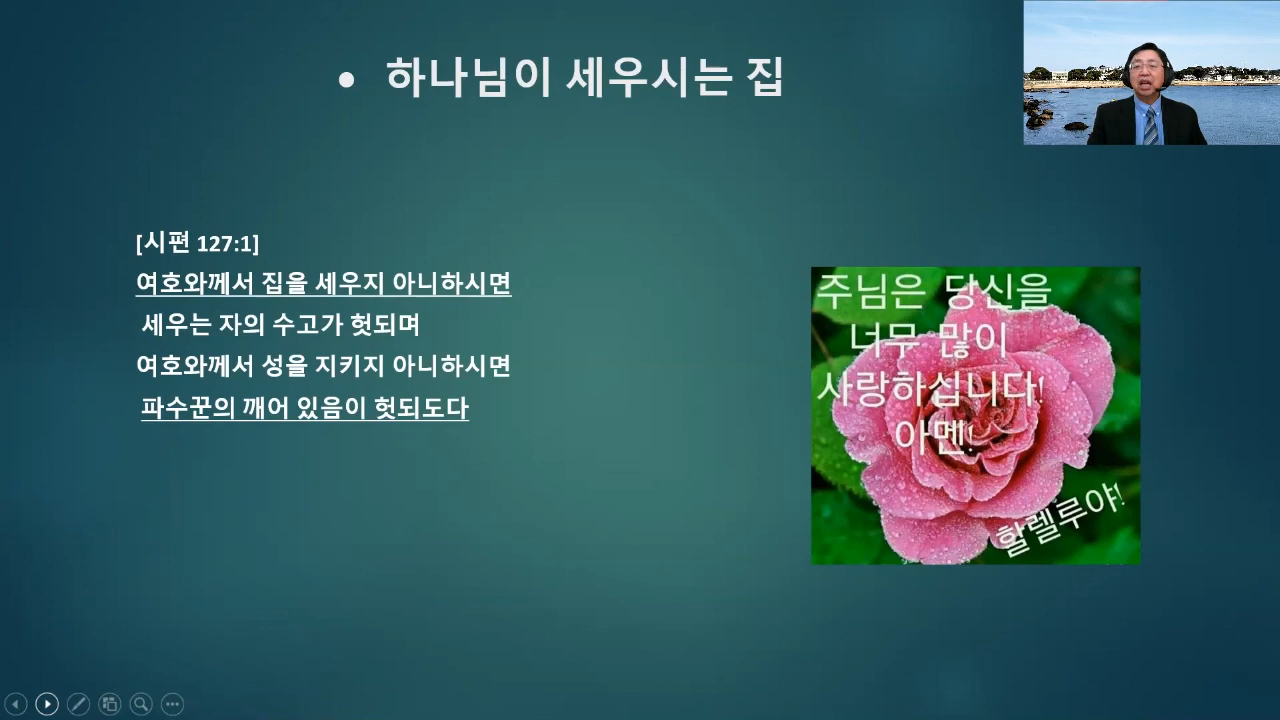 • 하나님이 세우시는 집
[시편 127:1]
여호와께서 집을 세우지 아니하시면
세우는 자의 수고가 헛되며
여호와께서 성을 지키지 아니하시면
파수꾼의 깨어 있음이 헛되도다
주님은 당신을
너무 많이
사랑하십니다!
아멘!
할렐루야!